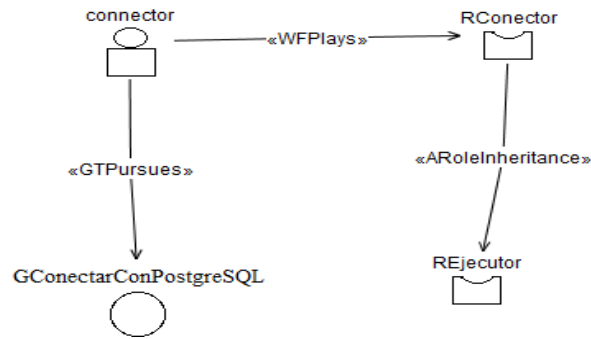 connector
RConector
«WFPlays»
«GTPursues»
«ARoleInheritance»
GConectarConPostgreSQL
REjecutor